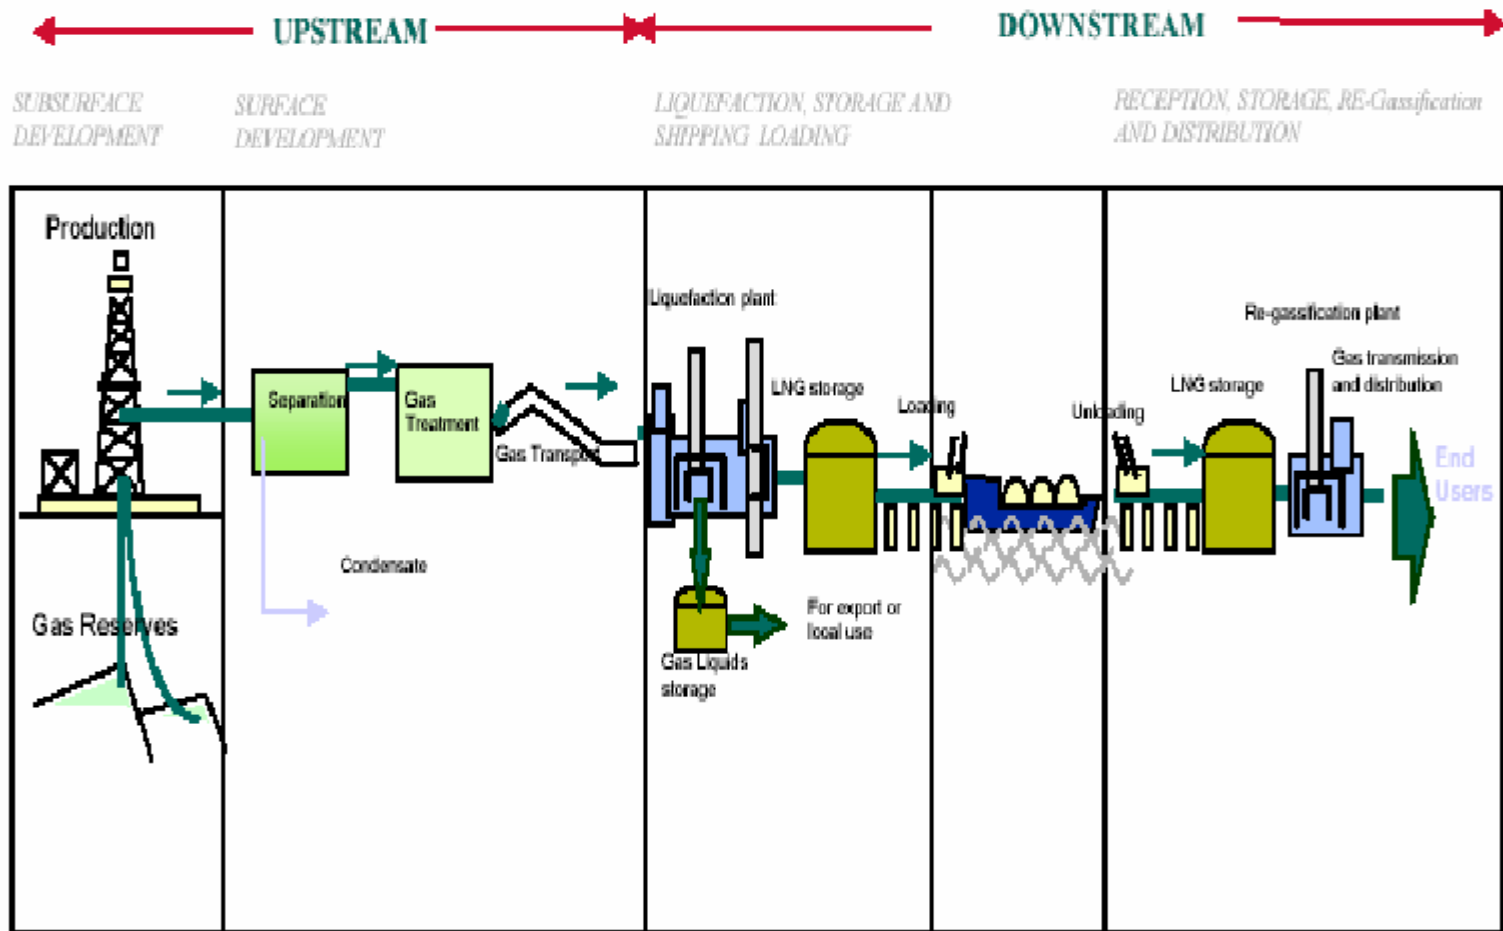 UPSTREAM
DOWNSTREAM
SUBSURFACE
DEVELOPMENT
SURFACE
DEVELOPMENT
LIQUEFACTION, STORAGE AND
SHIPPING LOADING
RECEPTION, STORAGE, RE-Gassification
AND DISTRIBUTION
Production
Liquefaction plant
Re-gassification plant
Gas transmission
and distribution
Separation
Gas
Treatment
Gas Transport
LNG storage
Loading
Unloading
LNG storage
End
Users
Condensate
Gas Reserves
For export or
local use
Gas Liquids
storage